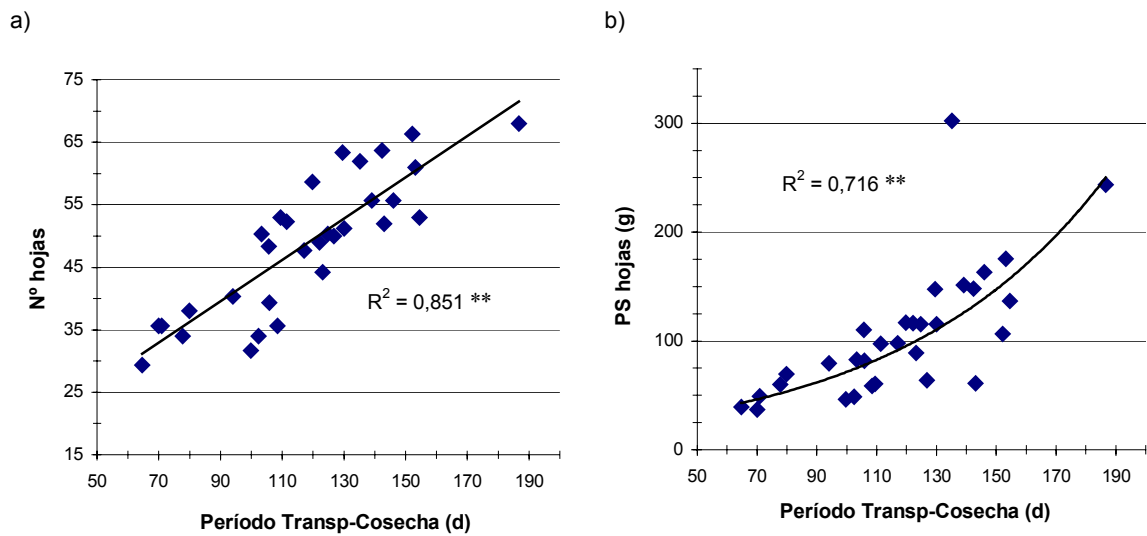 a)
Nº hojas
75
65
55
45
35
25
15
R² = 0,851 **
50 70 90 110 130 150 170 190
Período Transp-Cosecha (d)
b)
PS hojas (g)
300
200
100
0
R² = 0,716 **
50 70 90 110 130 150 170 190
Período Transp-Cosecha (d)